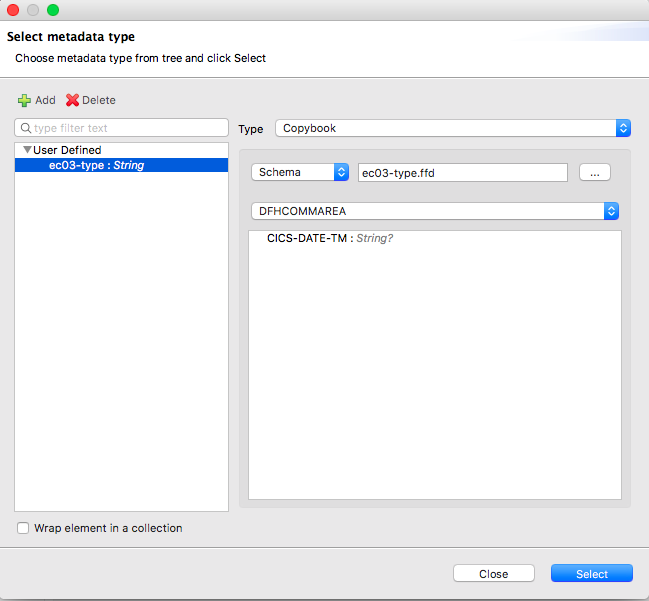 Select metadata type
Choose metadata type from tree and click Select
Add Delete
type filter text
Type Copybook
User Defined
ec03-type : String
Schema ec03-type.ffd ...
DFHCOMMAREA
CICS-DATE-TM : String?
Wrap element in a collection
Close Select